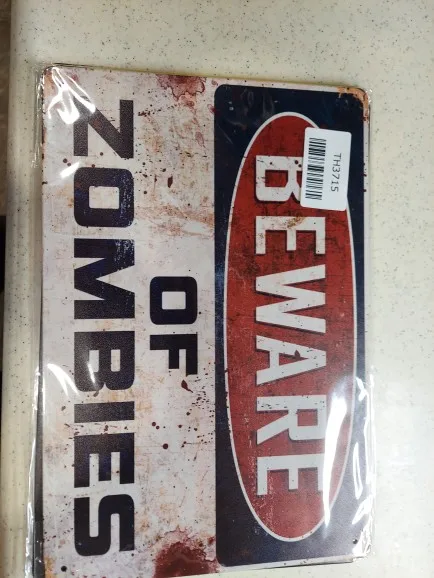 BEWARE
TH3715
OF
ZOMBIES